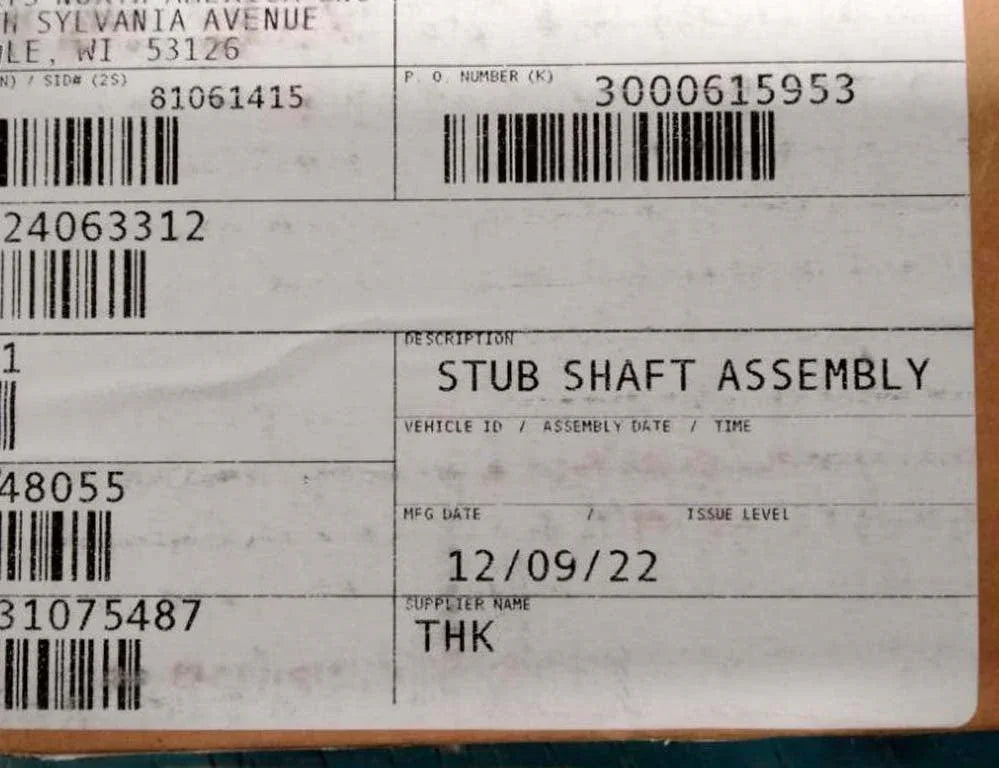 H SYLVANIA AVENUE
LE, WI 53126
N) / SID# (2S)
81061415
P. O. NUMBER (K)
3000615953
24063312
1
DESCRIPTION
STUB SHAFT ASSEMBLY
VEHICLE ID / ASSEMBLY DATE / TIME
48055
MFG DATE / ISSUE LEVEL
12/09/22
31075487
SUPPLIER NAME
THK